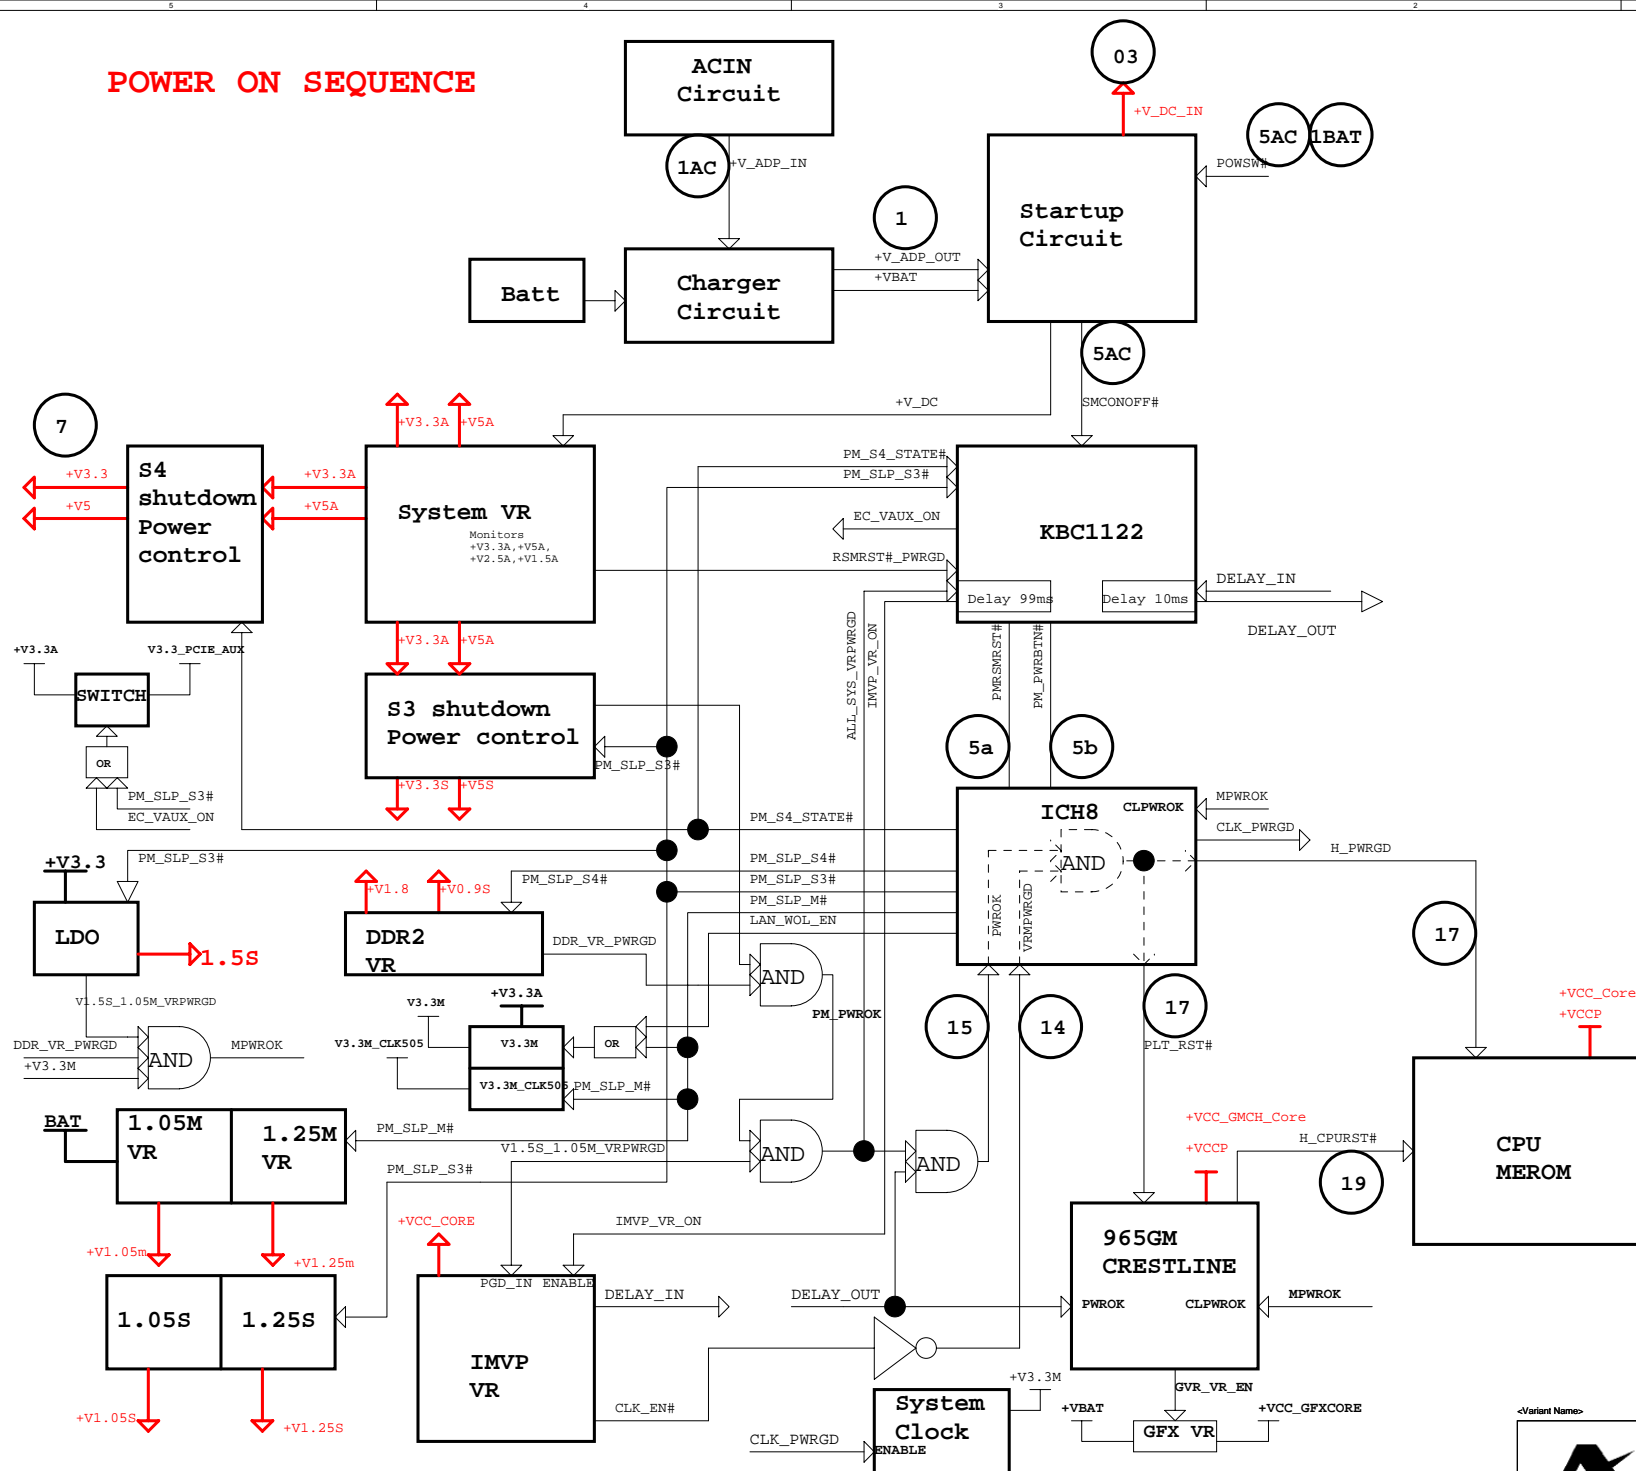 5
4
3
2
POWER ON SEQUENCE
ACIN
Circuit
03
+V_DC_IN
5AC
1BAT
POWSW#
1AC
+V_ADP_IN
1
Startup
Circuit
+V_ADP_OUT
+VBAT
Batt
Charger
Circuit
5AC
+V_DC
SMCONOFF#
7
+V3.3A
+V5A
S4
shutdown
Power
control
+V3.3
+V5
+V3.3A
+V5A
System VR
Monitors
+V3.3A,+V5A,
+V2.5A,+V1.5A
PM_S4_STATE#
PM_SLP_S3#
EC_VAUX_ON
KBC1122
RSMRST#_PWRGD
Delay 99ms
Delay 10ms
DELAY_IN
DELAY_OUT
+V3.3A
+V5A
ALL_SYS_VRPWRGD
IMVP_VR_ON
PMRSMRST#
PM_PWRBTN#
+V3.3A
V3.3_PCIE_AUX
SWITCH
OR
PM_SLP_S3#
EC_VAUX_ON
S3 shutdown
Power control
PM_SLP_S3#
+V3.3S
+V5S
5a
5b
ICH8
CLPWROK
MPWROK
CLK_PWRGD
H_PWRGD
AND
PWROK
VRMPWRGD
PM_S4_STATE#
PM_SLP_S4#
PM_SLP_S3#
PM_SLP_M#
LAN_WOL_EN
+V3.3
PM_SLP_S3#
LDO
1.5S
V1.5S_1.05M_VRPWRGD
+V1.8
+V0.9S
PM_SLP_S4#
DDR2
VR
DDR_VR_PWRGD
AND
PM_PWROK
17
15
14
17
PLT_RST#
+VCC_Core
+VCCP
DDR_VR_PWRGD
+V3.3M
AND
MPWROK
V3.3M
+V3.3A
V3.3M_CLK505
V3.3M
OR
V3.3M_CLK505
PM_SLP_M#
BAT
1.05M
VR
1.25M
VR
PM_SLP_M#
V1.5S_1.05M_VRPWRGD
PM_SLP_S3#
AND
AND
+VCC_GMCH_Core
+VCCP
H_CPURST#
19
CPU
MEROM
+V1.05m
+V1.25m
+VCC_CORE
IMVP_VR_ON
965GM
CRESTLINE
PWROK
CLPWROK
MPWROK
1.05S
1.25S
PGD_IN
ENABLE
DELAY_IN
DELAY_OUT
IMVP
VR
CLK_EN#
+V1.05S
+V1.25S
System
Clock
ENABLE
CLK_PWRGD
+V3.3M
GVR_VR_EN
+VBAT
GFX VR
+VCC_GFXCORE
<Variant Name>